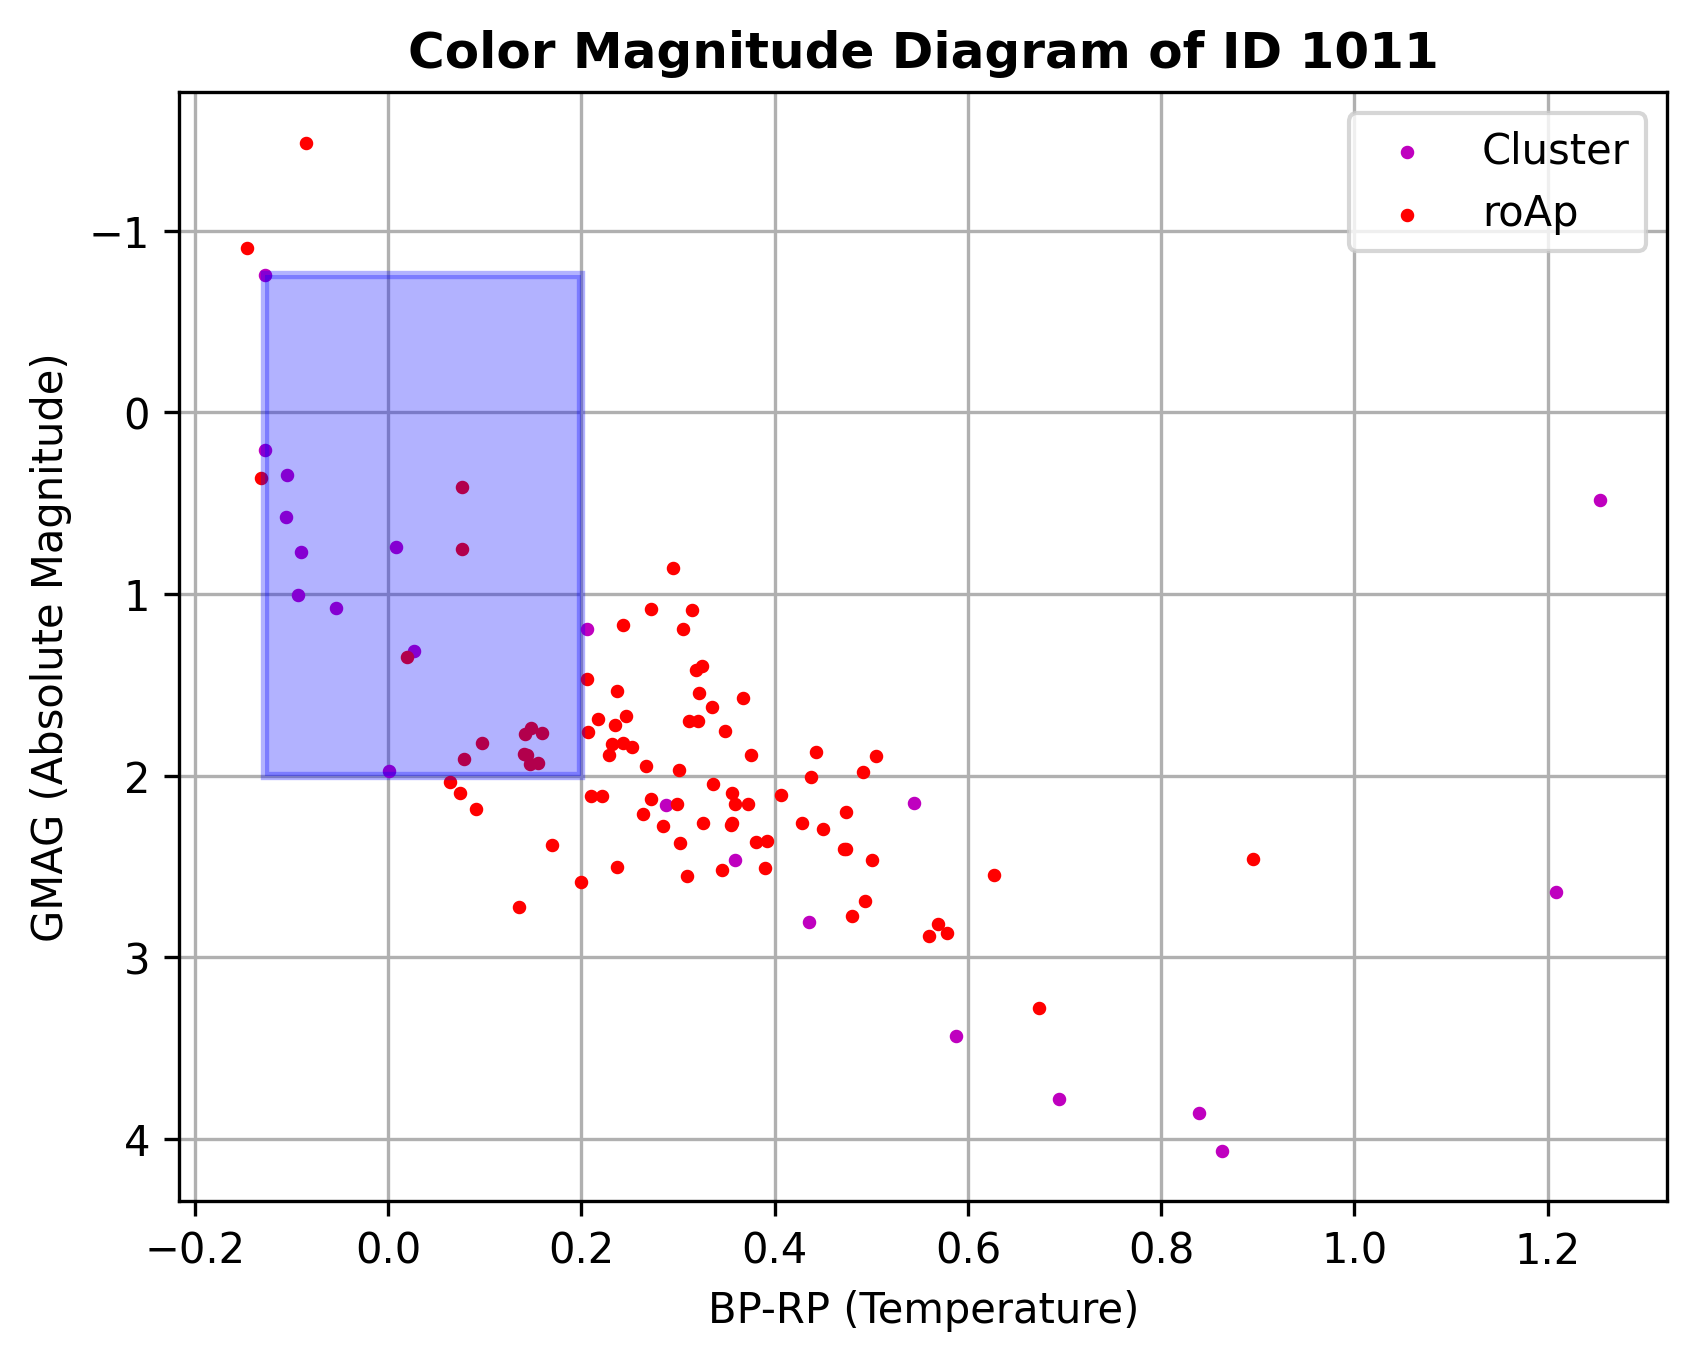 Color Magnitude Diagram of ID 1011
Cluster
roAp
GMAG (Absolute Magnitude)
−1
0
1
2
3
4
−0.2 0.0 0.2 0.4 0.6 0.8 1.0 1.2
BP-RP (Temperature)